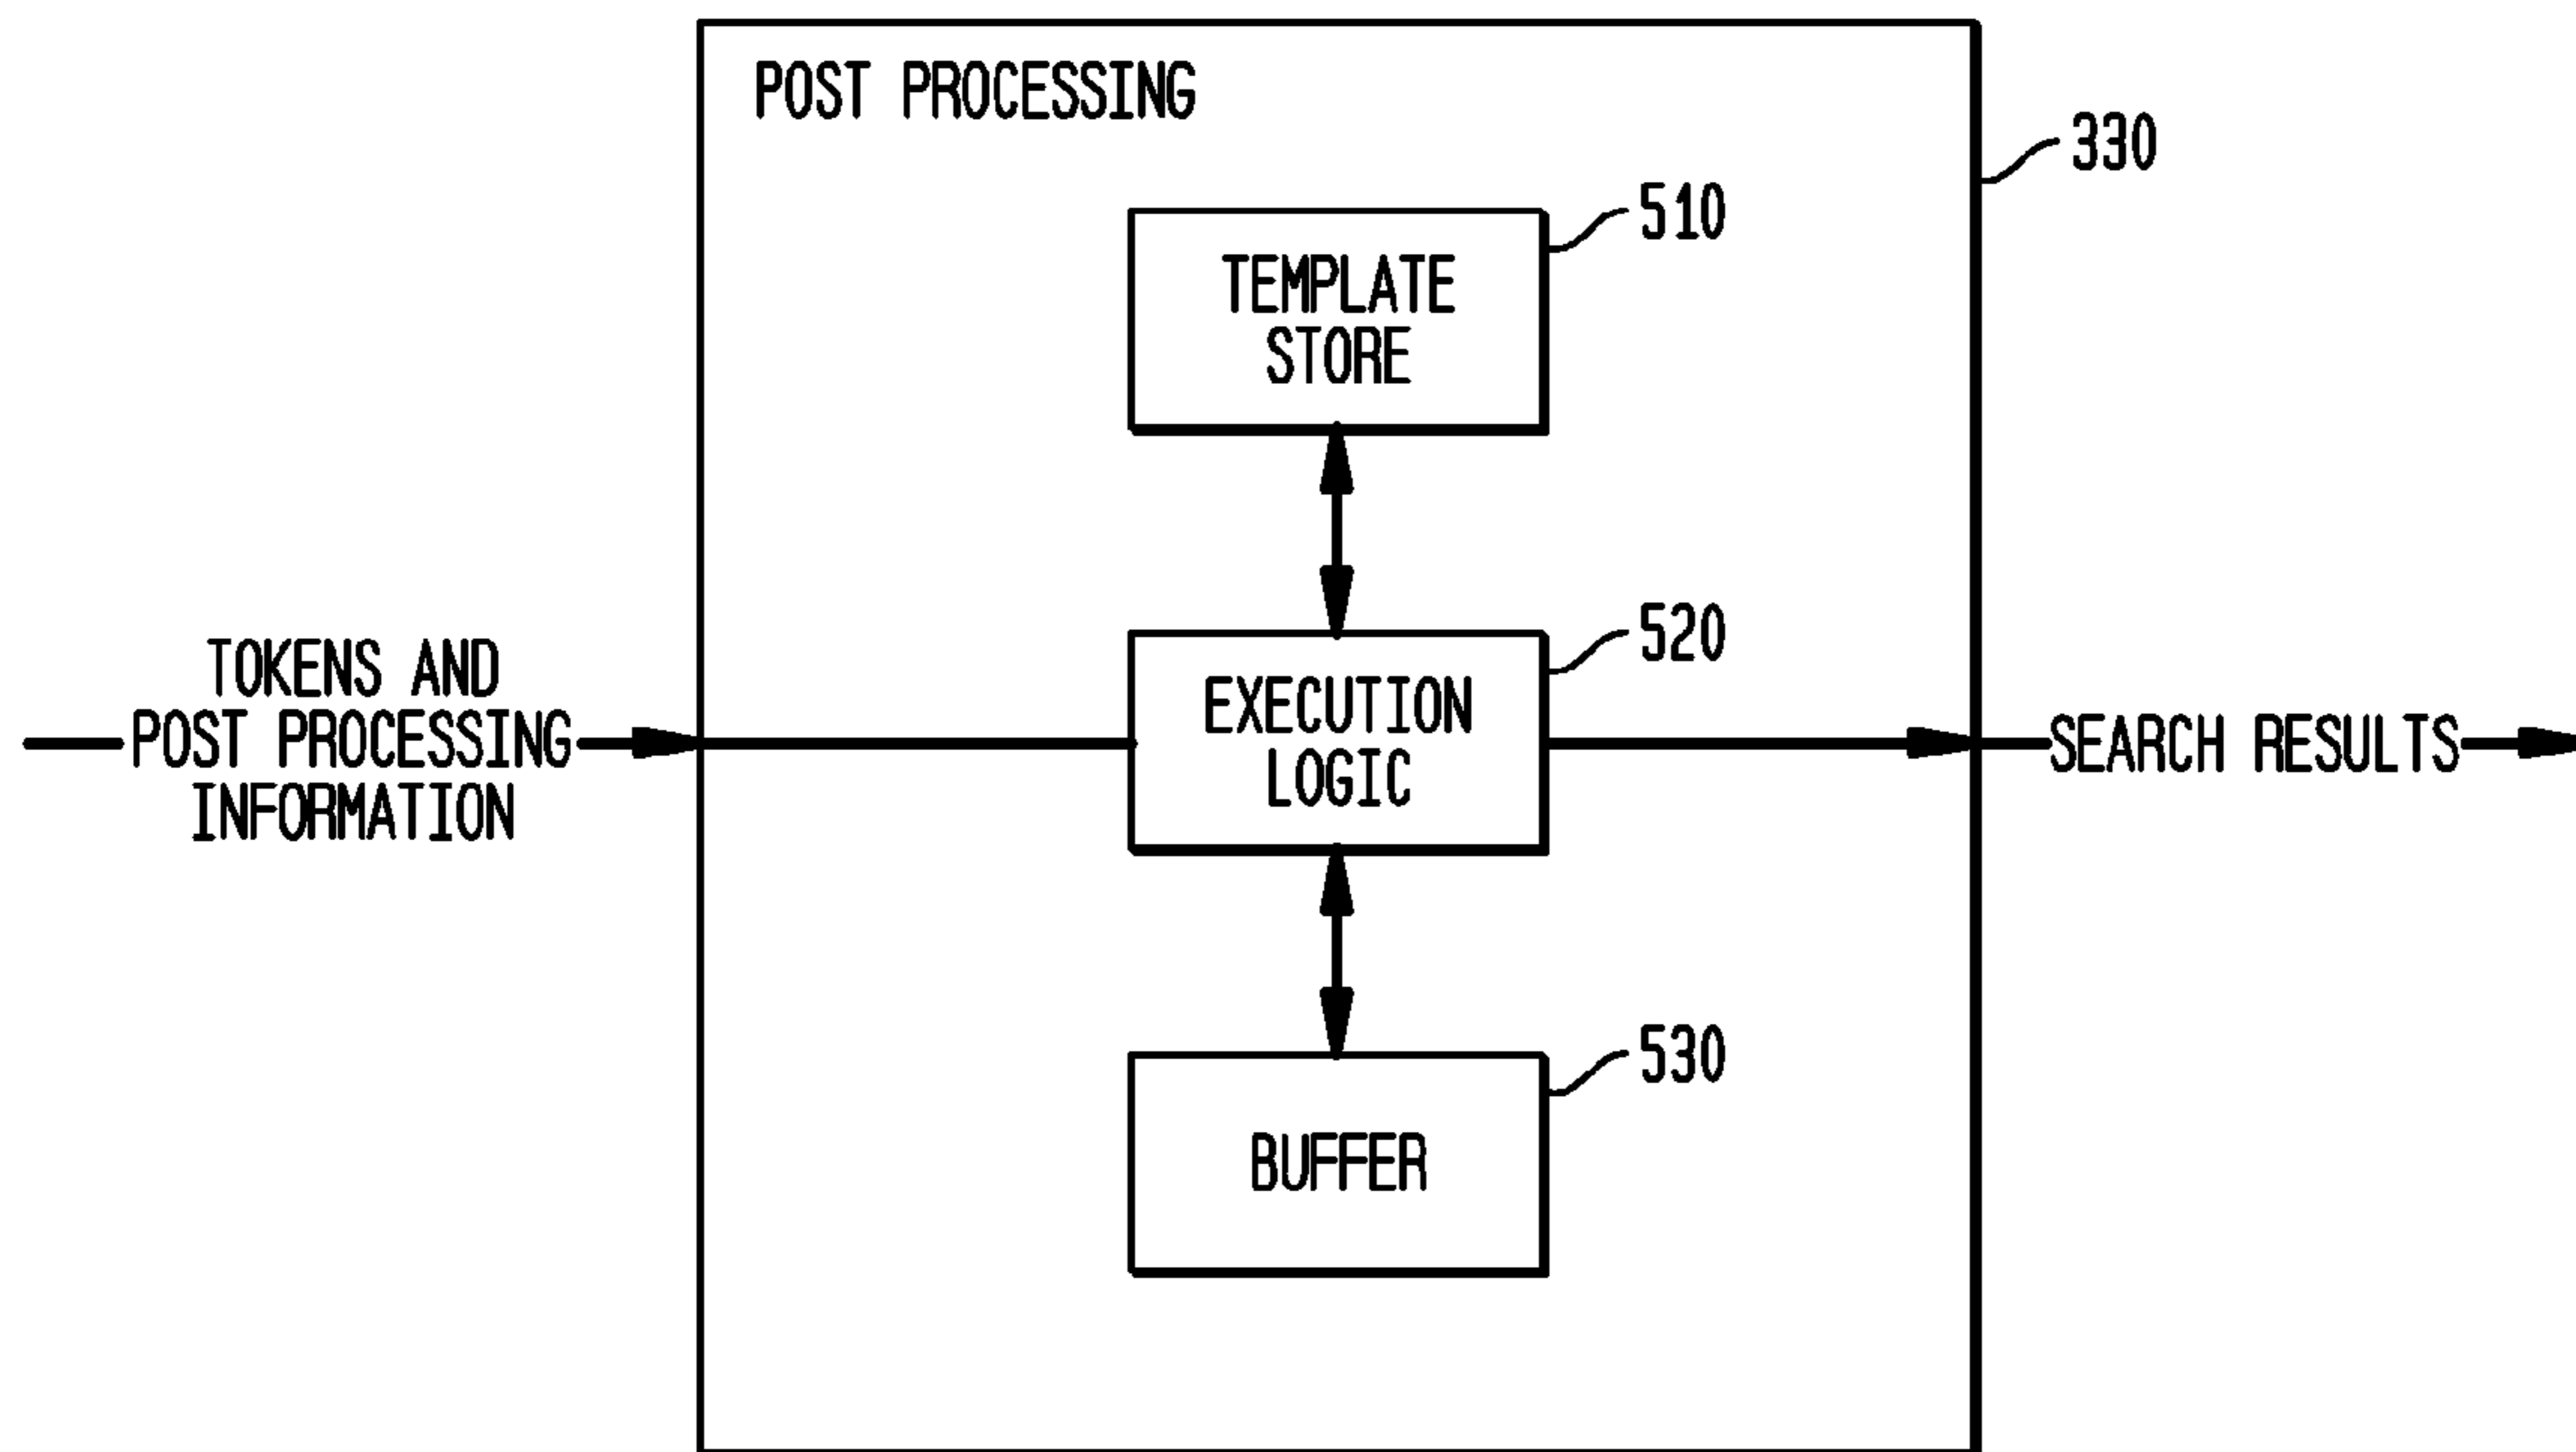 POST PROCESSING
330
510
TEMPLATE
STORE
520
TOKENS AND
POST PROCESSING
INFORMATION
EXECUTION
LOGIC
SEARCH RESULTS
530
BUFFER